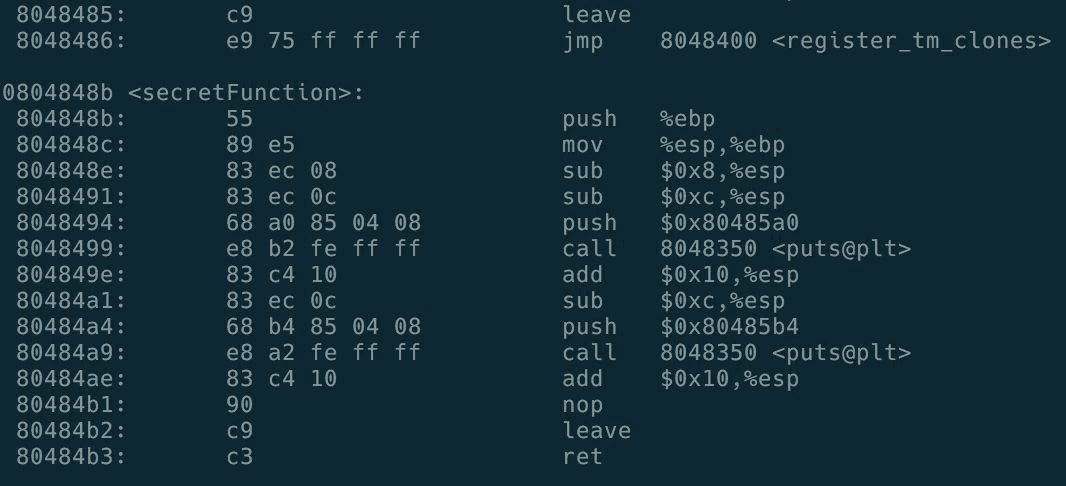 8048485:	c9	leave
8048486:	e9 75 ff ff ff	jmp	8048400 <register_tm_clones>
0804848b <secretFunction>:
804848b:	55	push	%ebp
804848c:	89 e5	mov	%esp,%ebp
804848e:	83 ec 08	sub	$0x8,%esp
8048491:	83 ec 0c	sub	$0xc,%esp
8048494:	68 a0 85 04 08	push	$0x80485a0
8048499:	e8 b2 fe ff ff	call	8048350 <puts@plt>
804849e:	83 c4 10	add	$0x10,%esp
80484a1:	83 ec 0c	sub	$0xc,%esp
80484a4:	68 b4 85 04 08	push	$0x80485b4
80484a9:	e8 a2 fe ff ff	call	8048350 <puts@plt>
80484ae:	83 c4 10	add	$0x10,%esp
80484b1:	90	nop
80484b2:	c9	leave
80484b3:	c3	ret